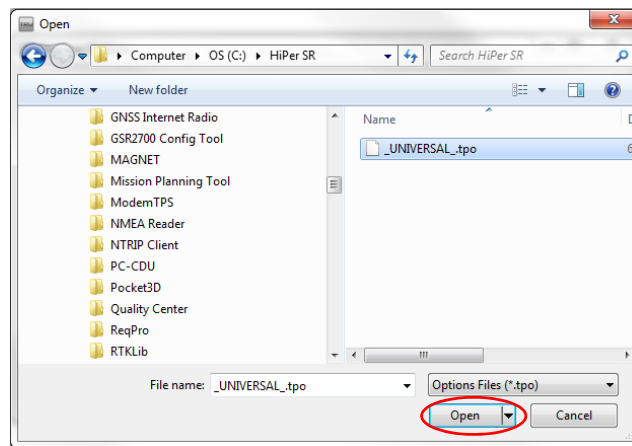 Open
Computer OS (C:) HiPer SR
Search HiPer SR
Organize New folder
GNSS Internet Radio
GSR2700 Config Tool
MAGNET
Mission Planning Tool
ModemTPS
NMEA Reader
NTRIP Client
PC-CDU
Pocket3D
Quality Center
ReqPro
RTKLib
Name
_UNIVERSAL_.tpo
File name: _UNIVERSAL_.tpo
Options Files (*.tpo)
Open Cancel